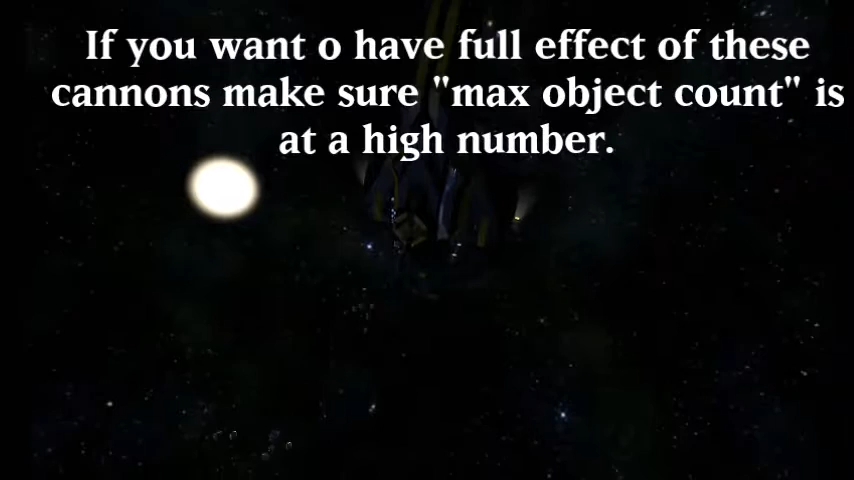 If you want o have full effect of these
cannons make sure "max object count" is
at a high number.